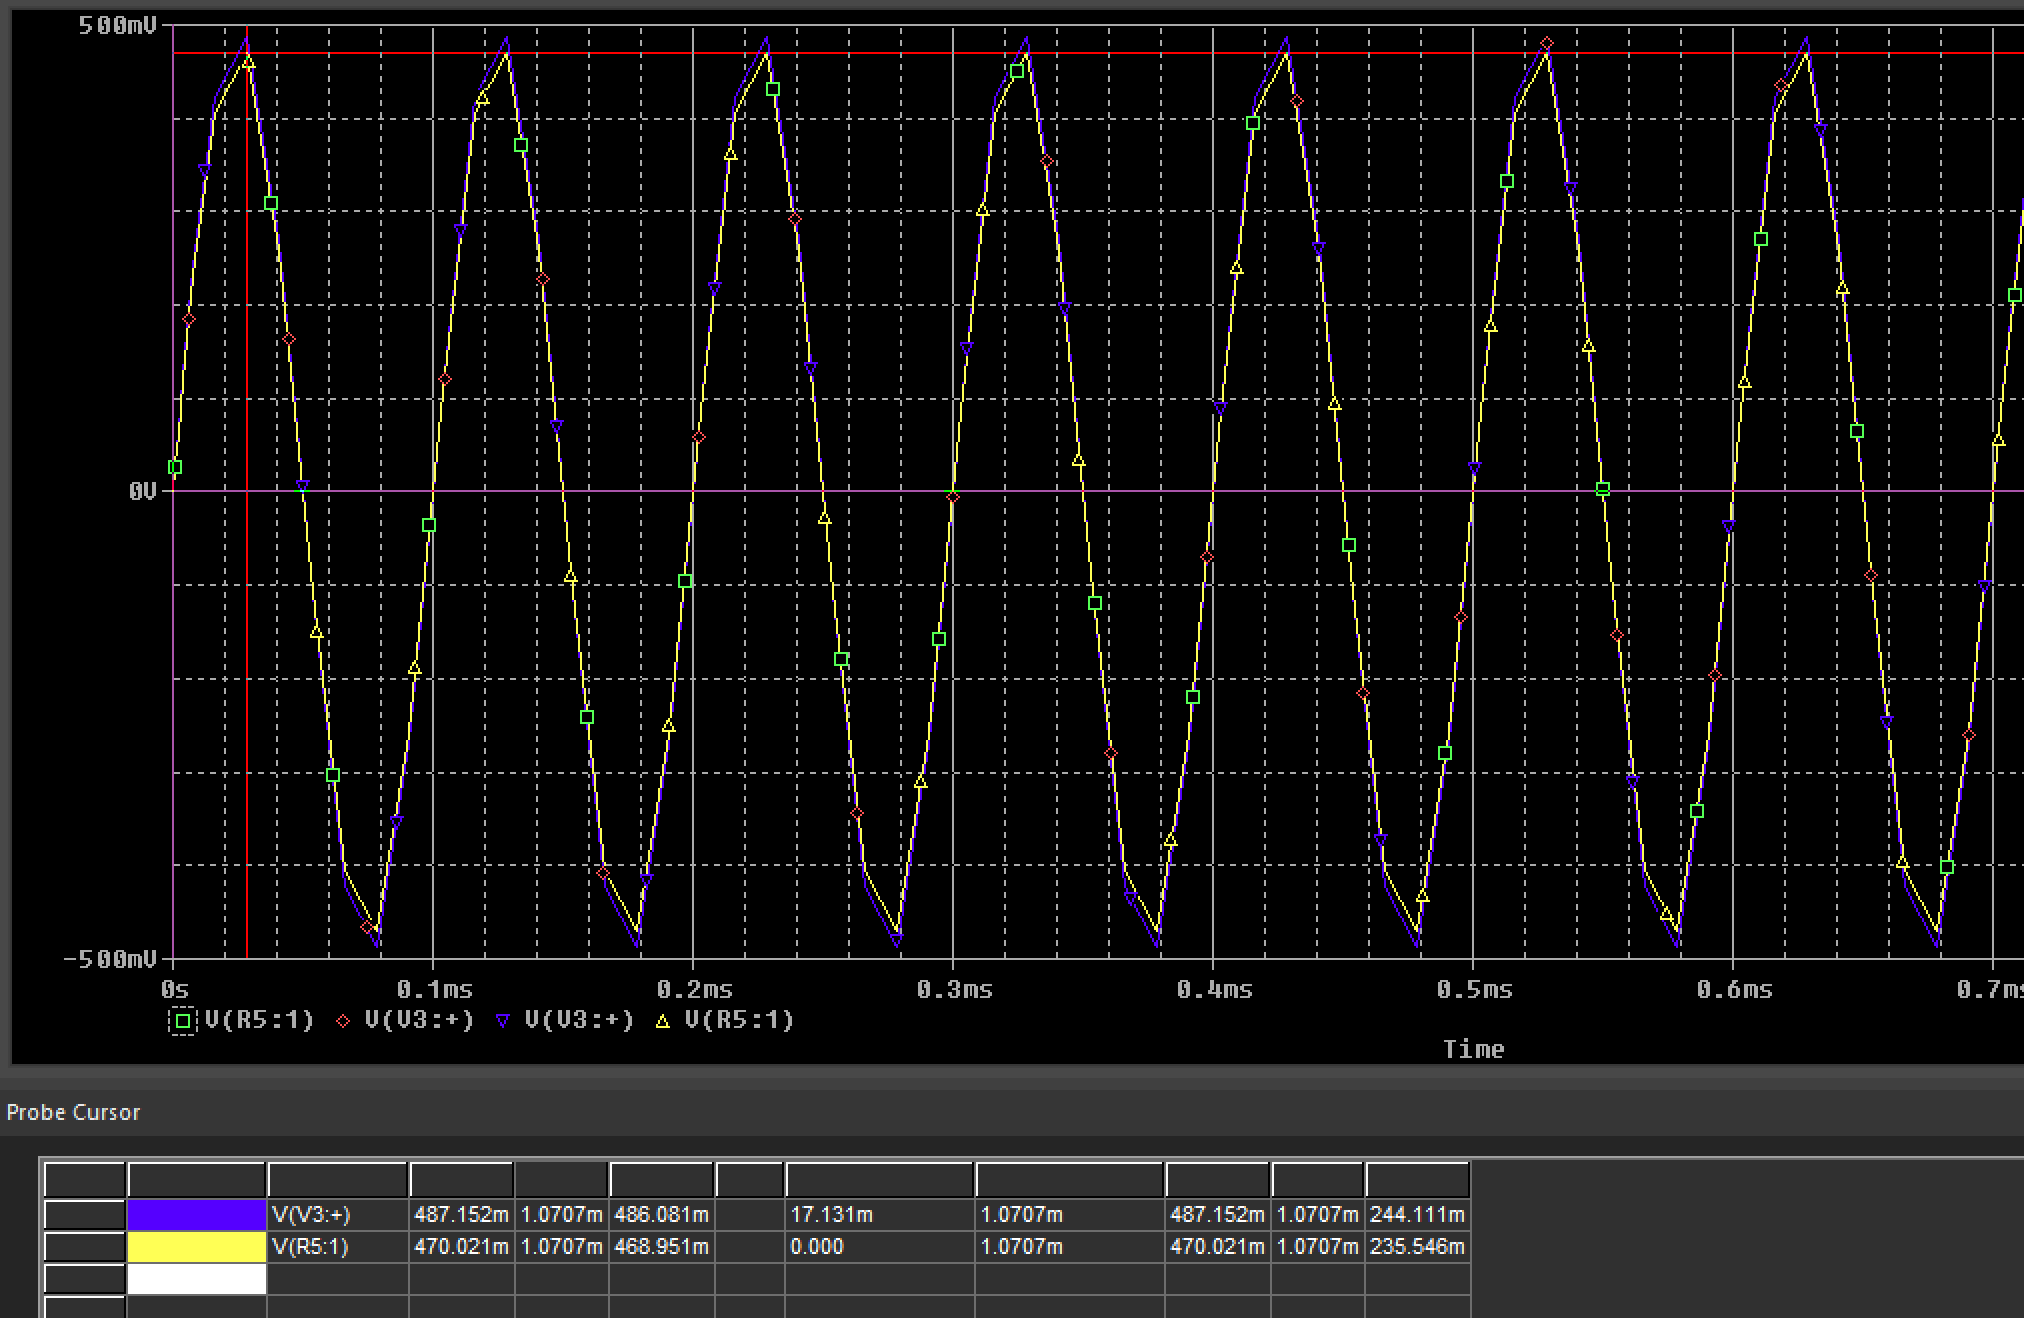 500mV
0V
-500mV
0s 0.1ms 0.2ms 0.3ms 0.4ms 0.5ms 0.6ms 0.7ms
V(R5:1) V(V3:+) V(V3:+) V(R5:1)
Time
Probe Cursor
V(V3:+) 487.152m 1.0707m 486.081m 17.131m 1.0707m 487.152m 1.0707m 244.111m
V(R5:1) 470.021m 1.0707m 468.951m 0.000 1.0707m 470.021m 1.0707m 235.546m